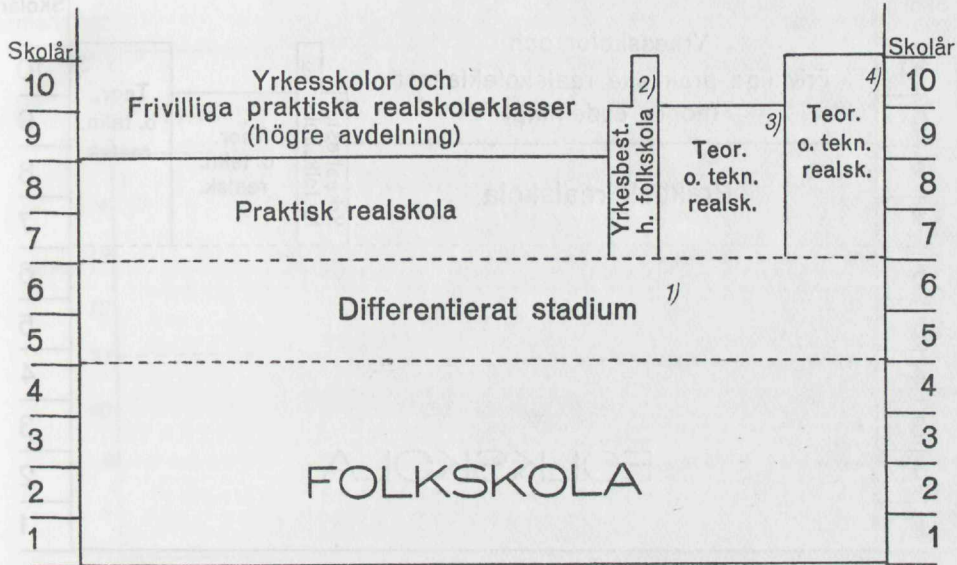 Skolår
Skolår
10
9
8
7
6
5
4
3
2
1
Yrkesskolor och
Frivilliga praktiska realskoleklasser
(högre avdelning)
Praktisk realskola
Yrkesbest.
h. folkskola
2)
Teor.
o. tekn.
realsk.
3)
Teor.
o. tekn.
realsk.
4)
Differentierat stadium
1)
FOLKSKOLA
10
9
8
7
6
5
4
3
2
1